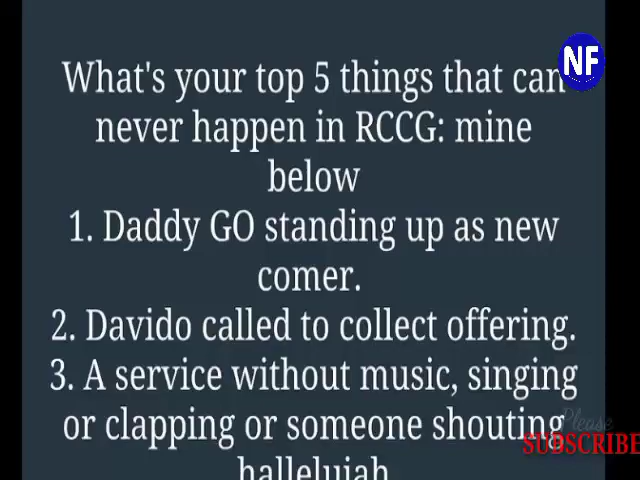 NF
What's your top 5 things that can
never happen in RCCG: mine
below
1. Daddy GO standing up as new
comer.
2. Davido called to collect offering.
3. A service without music, singing
or clapping or someone shouting
hallelujah
Please
SUBSCRIBE